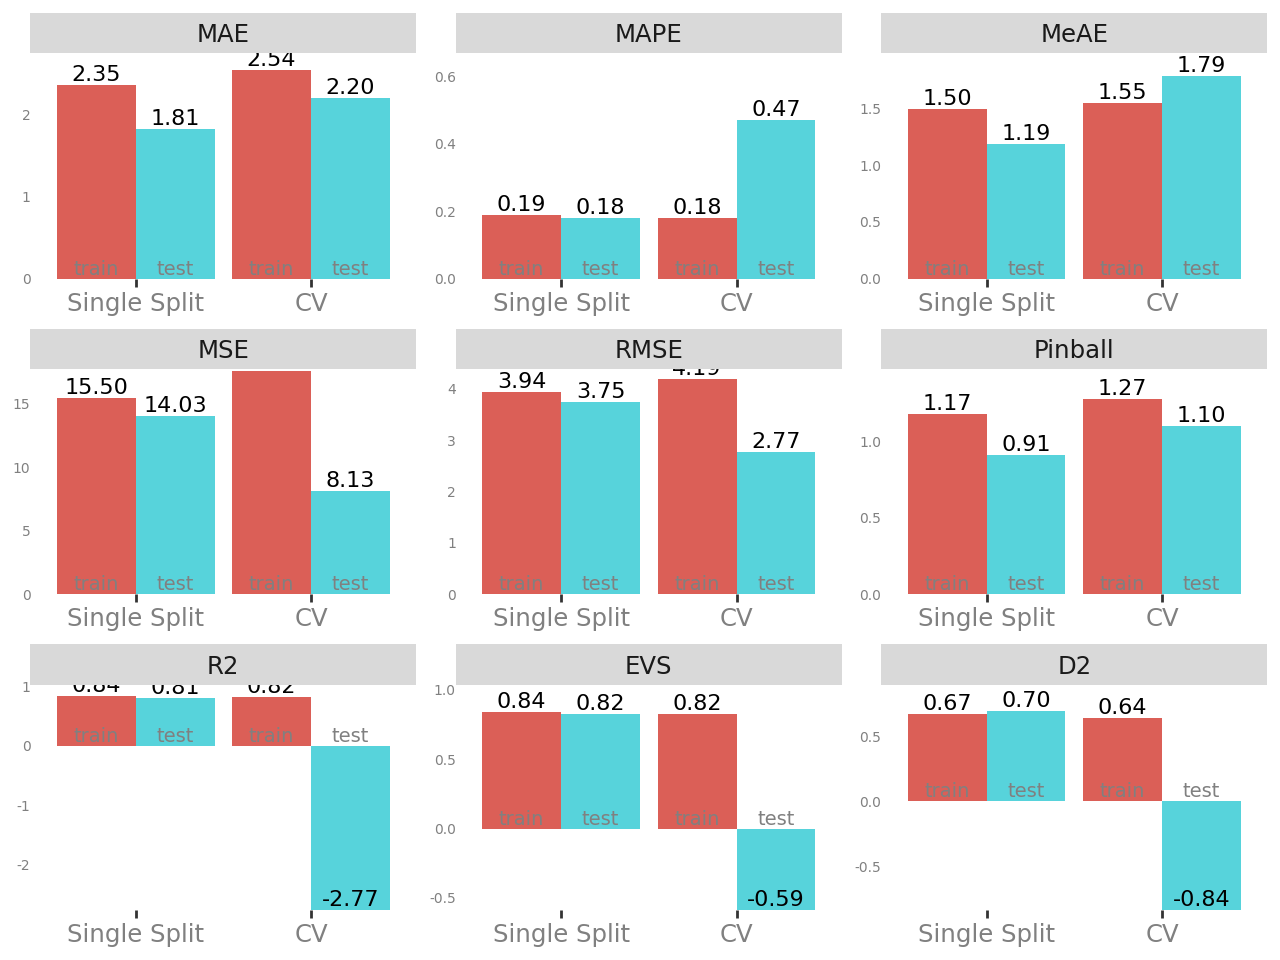 MAE
MAPE
MeAE
2.35
1.81
2.54
2.20
2
1
0
train
test
train
test
Single Split
CV
0.19
0.18
0.18
0.47
0.6
0.4
0.2
0.0
train
test
train
test
Single Split
CV
1.50
1.19
1.55
1.79
1.5
1.0
0.5
0.0
train
test
train
test
Single Split
CV
MSE
RMSE
Pinball
15.50
14.03
8.13
15
10
5
0
train
test
train
test
Single Split
CV
3.94
3.75
4.19
2.77
4
3
2
1
0
train
test
train
test
Single Split
CV
1.17
0.91
1.27
1.10
1.0
0.5
0.0
train
test
train
test
Single Split
CV
R2
EVS
D2
0.84
0.81
0.82
-2.77
1
0
-1
-2
train
test
train
test
Single Split
CV
0.84
0.82
0.82
-0.59
1.0
0.5
0.0
-0.5
train
test
train
test
Single Split
CV
0.67
0.70
0.64
-0.84
0.5
0.0
-0.5
train
test
train
test
Single Split
CV